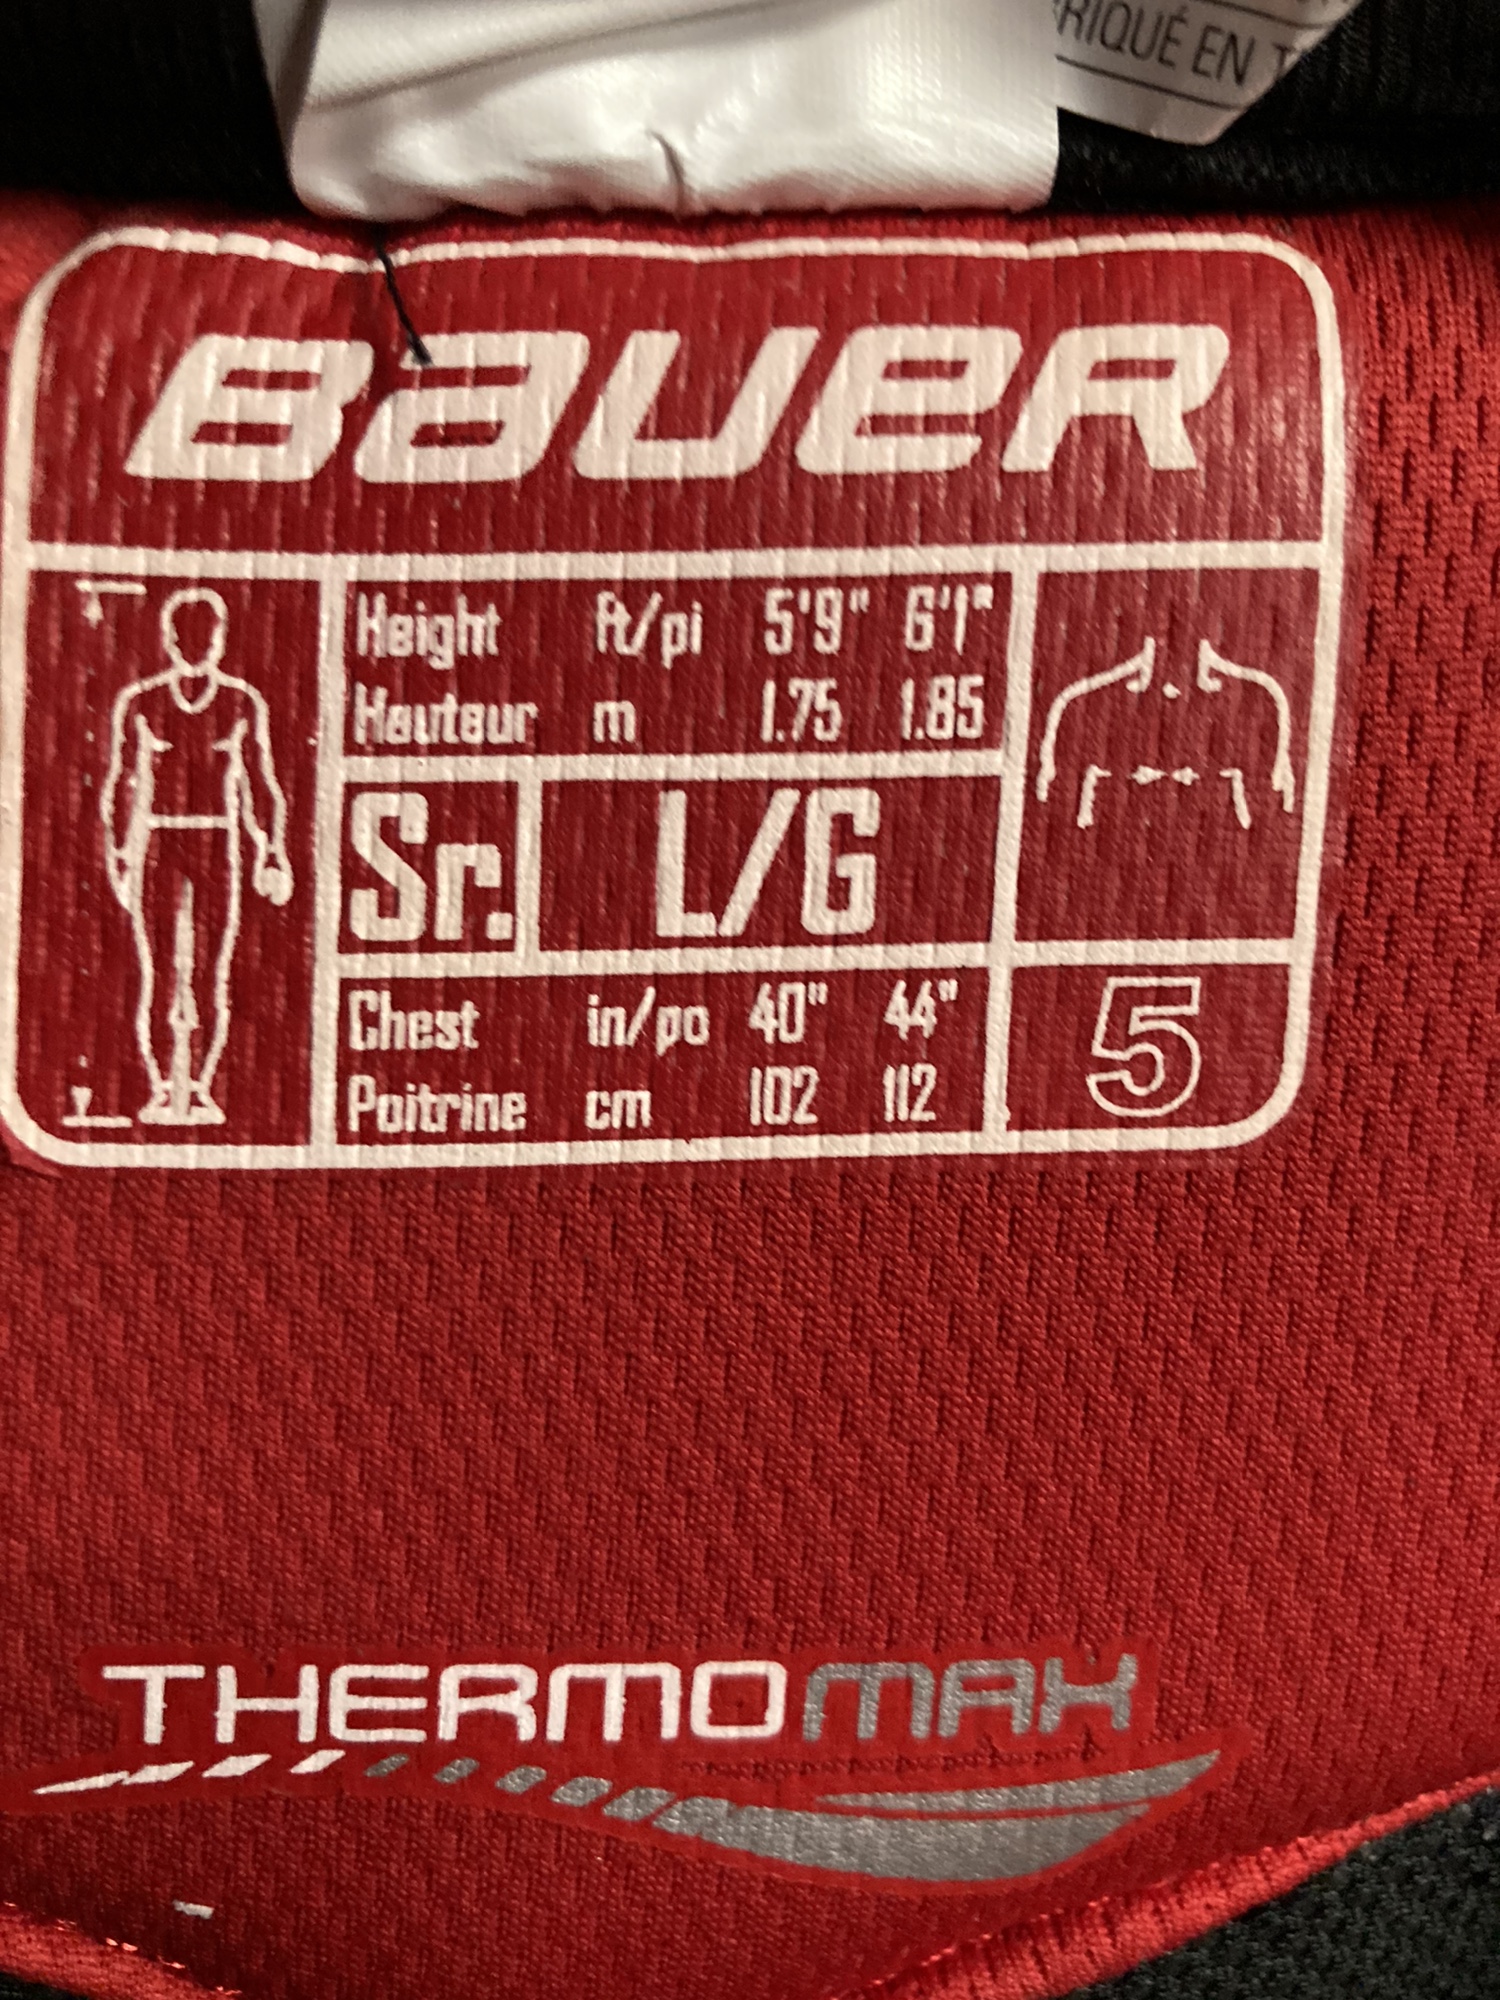 EN
BAUER
Height ft/pi 5'9" 6'1"
Hauteur m 1.75 1.85
Sr. L/G
Chest in/po 40" 44"
Poitrine cm 102 112
5
THERMOMAX